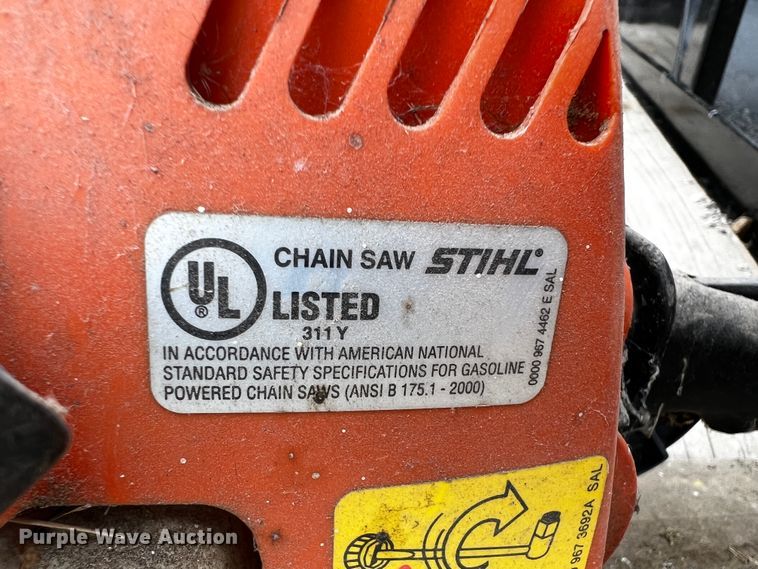 CHAIN SAW STIHL®
UL® LISTED
311Y
IN ACCORDANCE WITH AMERICAN NATIONAL
STANDARD SAFETY SPECIFICATIONS FOR GASOLINE
POWERED CHAIN SAWS (ANSI B 175.1 - 2000)
0000 967 4462 E SAL
967 3692A SAL
Purple Wave Auction